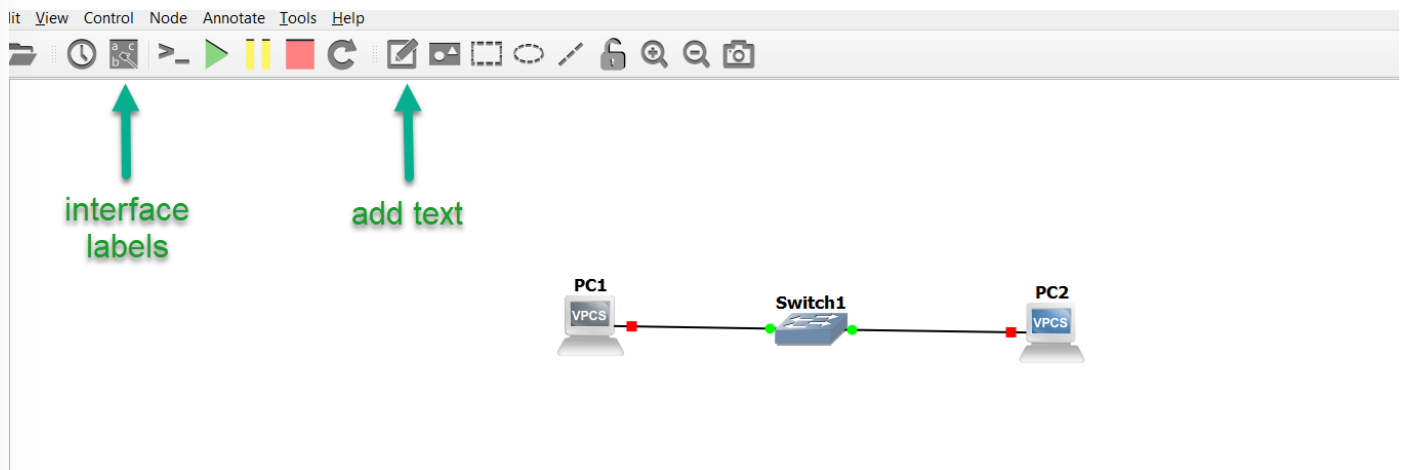 lit View Control Node Annotate Tools Help
a c
b
>_
interface
labels
add text
PC1
VPCS
Switch1
PC2
VPCS